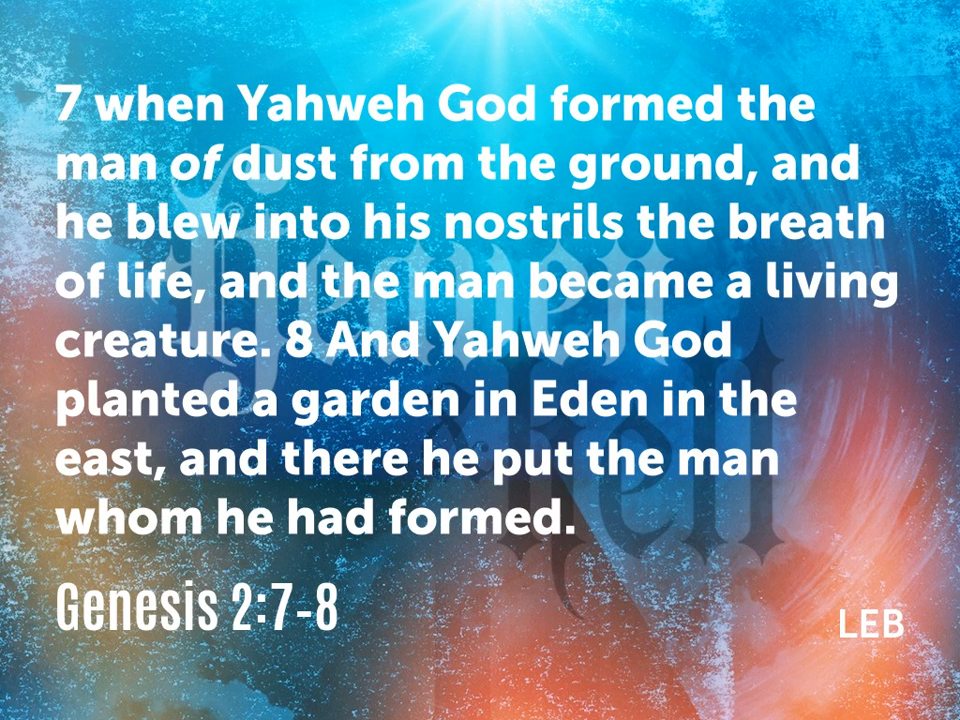 7 when Yahweh God formed the
man of dust from the ground, and
he blew into his nostrils the breath
of life, and the man became a living
creature. 8 And Yahweh God
planted a garden in Eden in the
east, and there he put the man
whom he had formed.
Genesis 2:7-8
LEB
Heaven
& hell